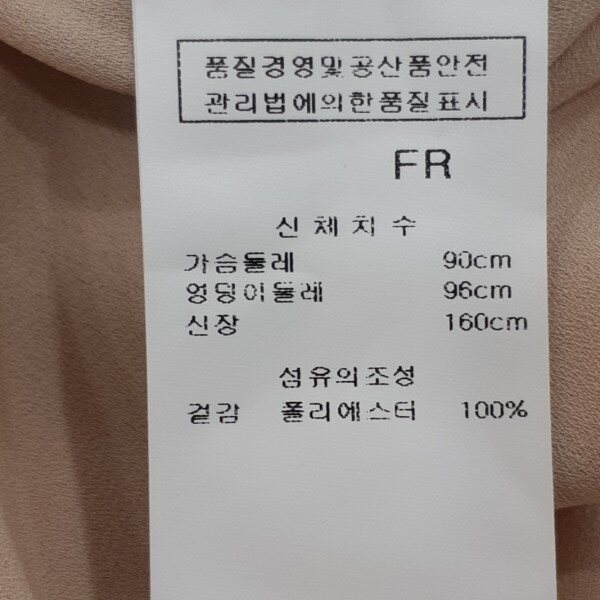 품질경영및공산품안전
관리법에의한품질표시
FR
신체치수
가슴둘레 90cm
엉덩이둘레 96cm
신장 160cm
섬유의조성
겉감 폴리에스터 100%